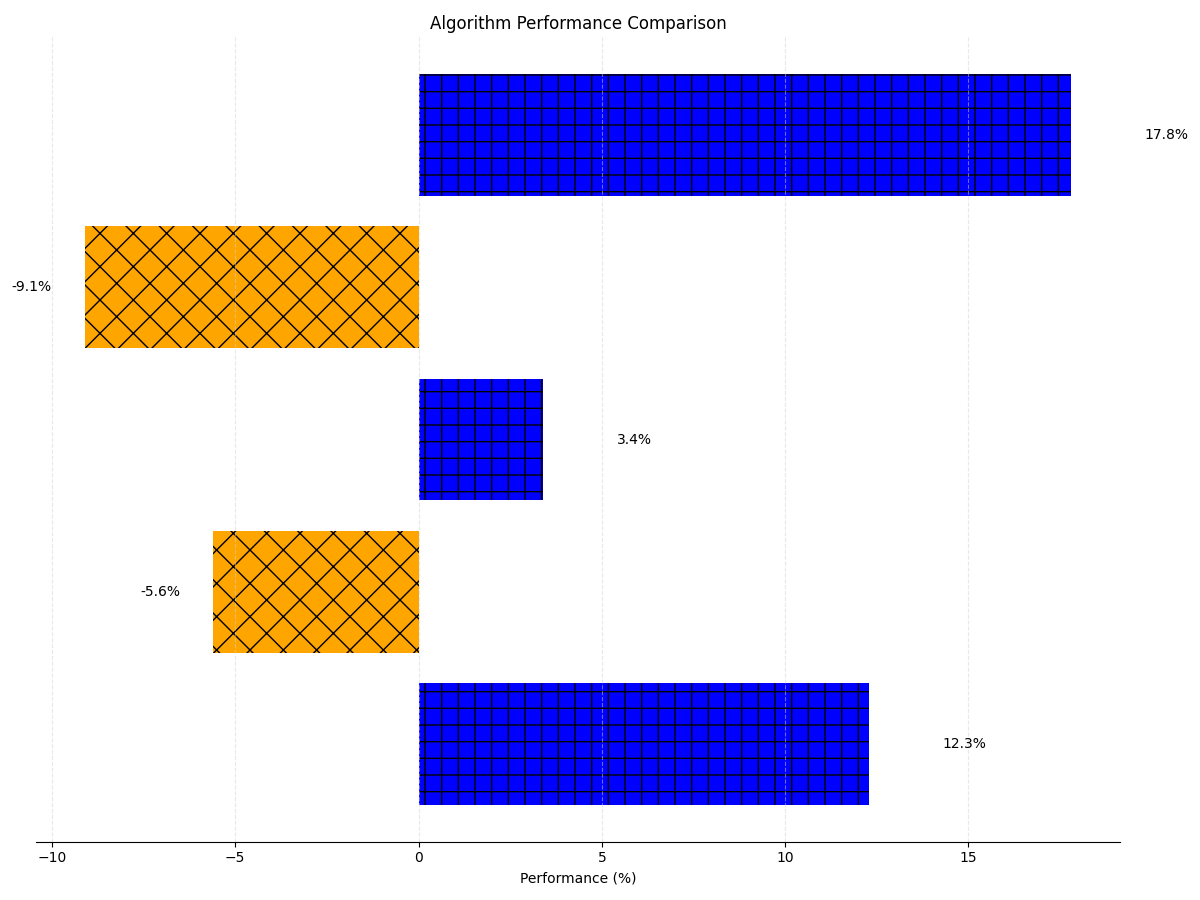 Algorithm Performance Comparison
17.8%
-9.1%
3.4%
-5.6%
12.3%
−10 −5 0 5 10 15
Performance (%)